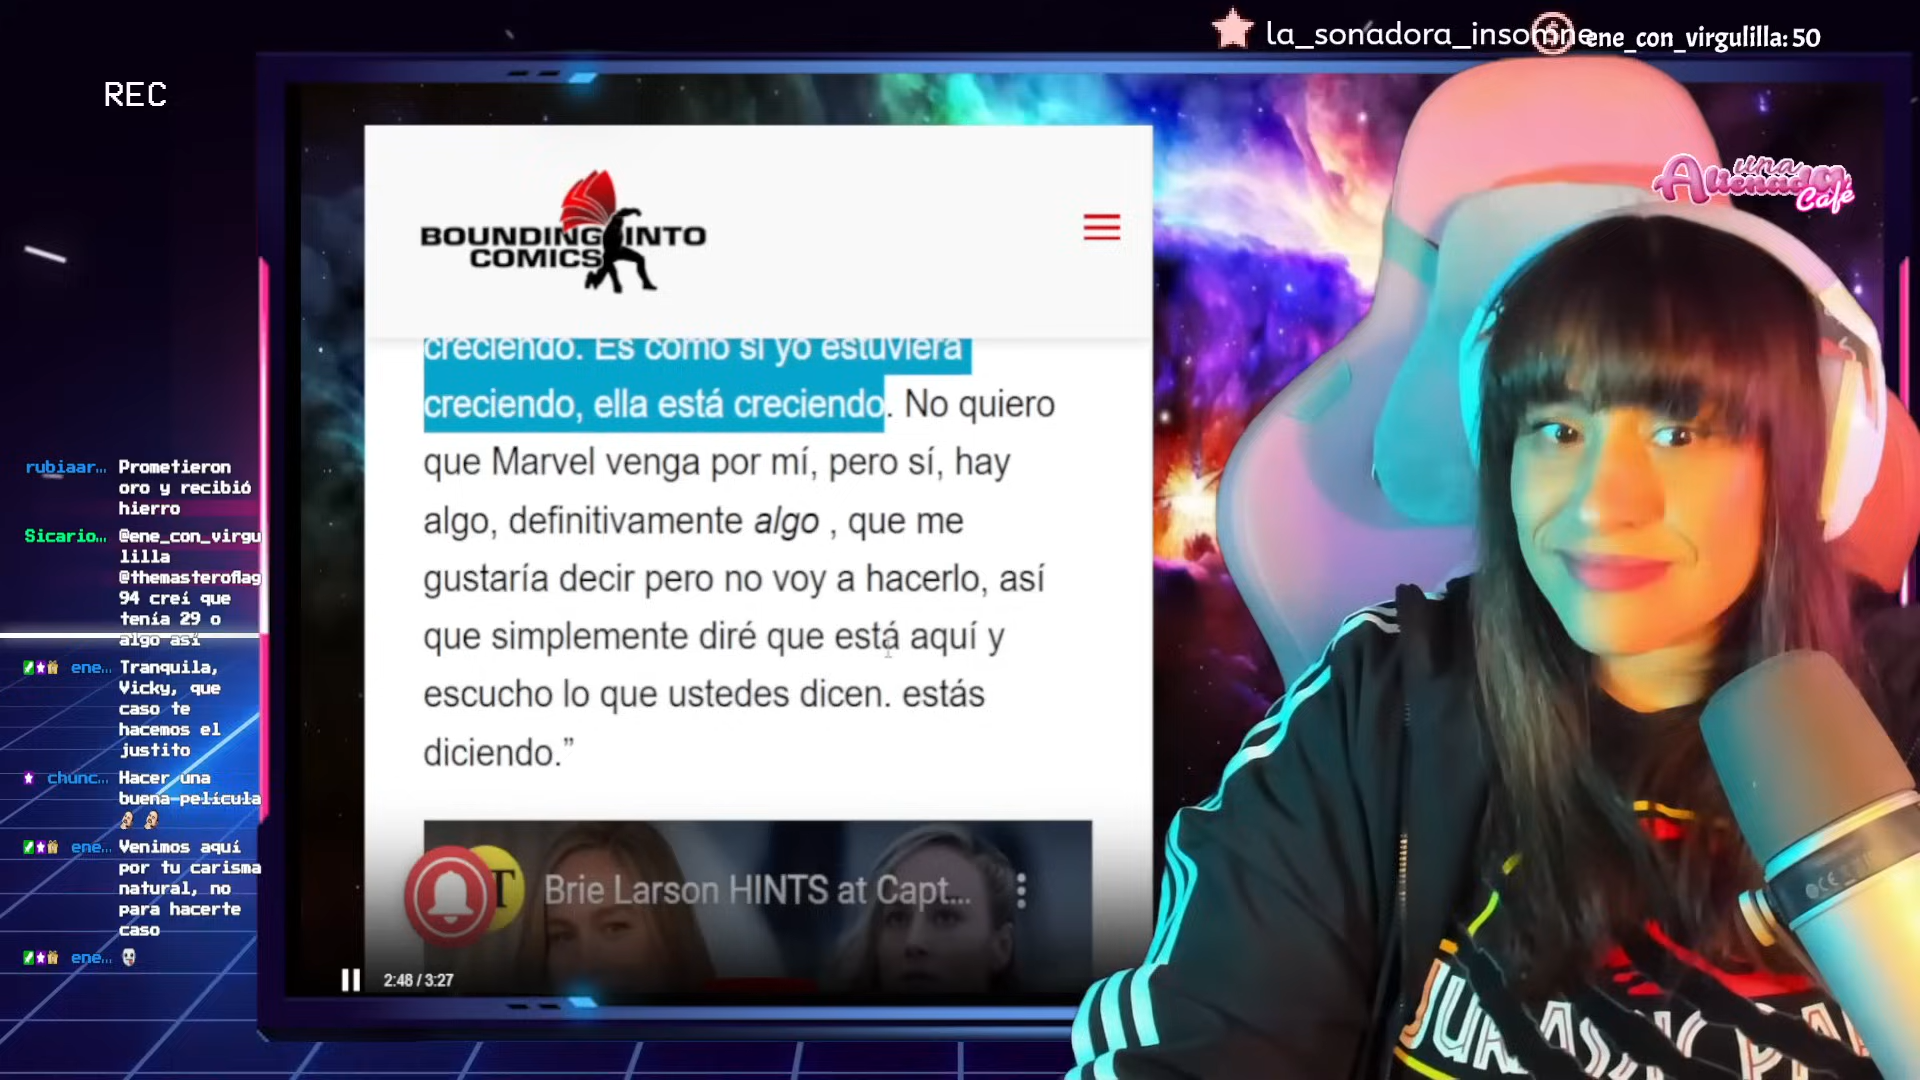 la_sonadora_insomne
ene_con_virgulilla: 50
REC
una
Alienada
Café
BOUNDING INTO
COMICS
creciendo. Es como si yo estuviera
creciendo, ella está creciendo. No quiero
que Marvel venga por mí, pero sí, hay
algo, definitivamente algo , que me
gustaría decir pero no voy a hacerlo, así
que simplemente diré que está aquí y
escucho lo que ustedes dicen. estás
diciendo.”
Brie Larson HINTS at Capt...
2:48 / 3:27
rubiaar... Prometieron
oro y recibió
hierro
Sicario... @ene_con_virgu
lilla
@themasteroflag
94 creí que
tenía 29 o
algo así
ene... Tranquila,
Vicky, que
caso te
hacemos el
justito
chunc... Hacer una
buena película
ene... Venimos aquí
por tu carisma
natural, no
para hacerte
caso
ene...
JURASSIC PA